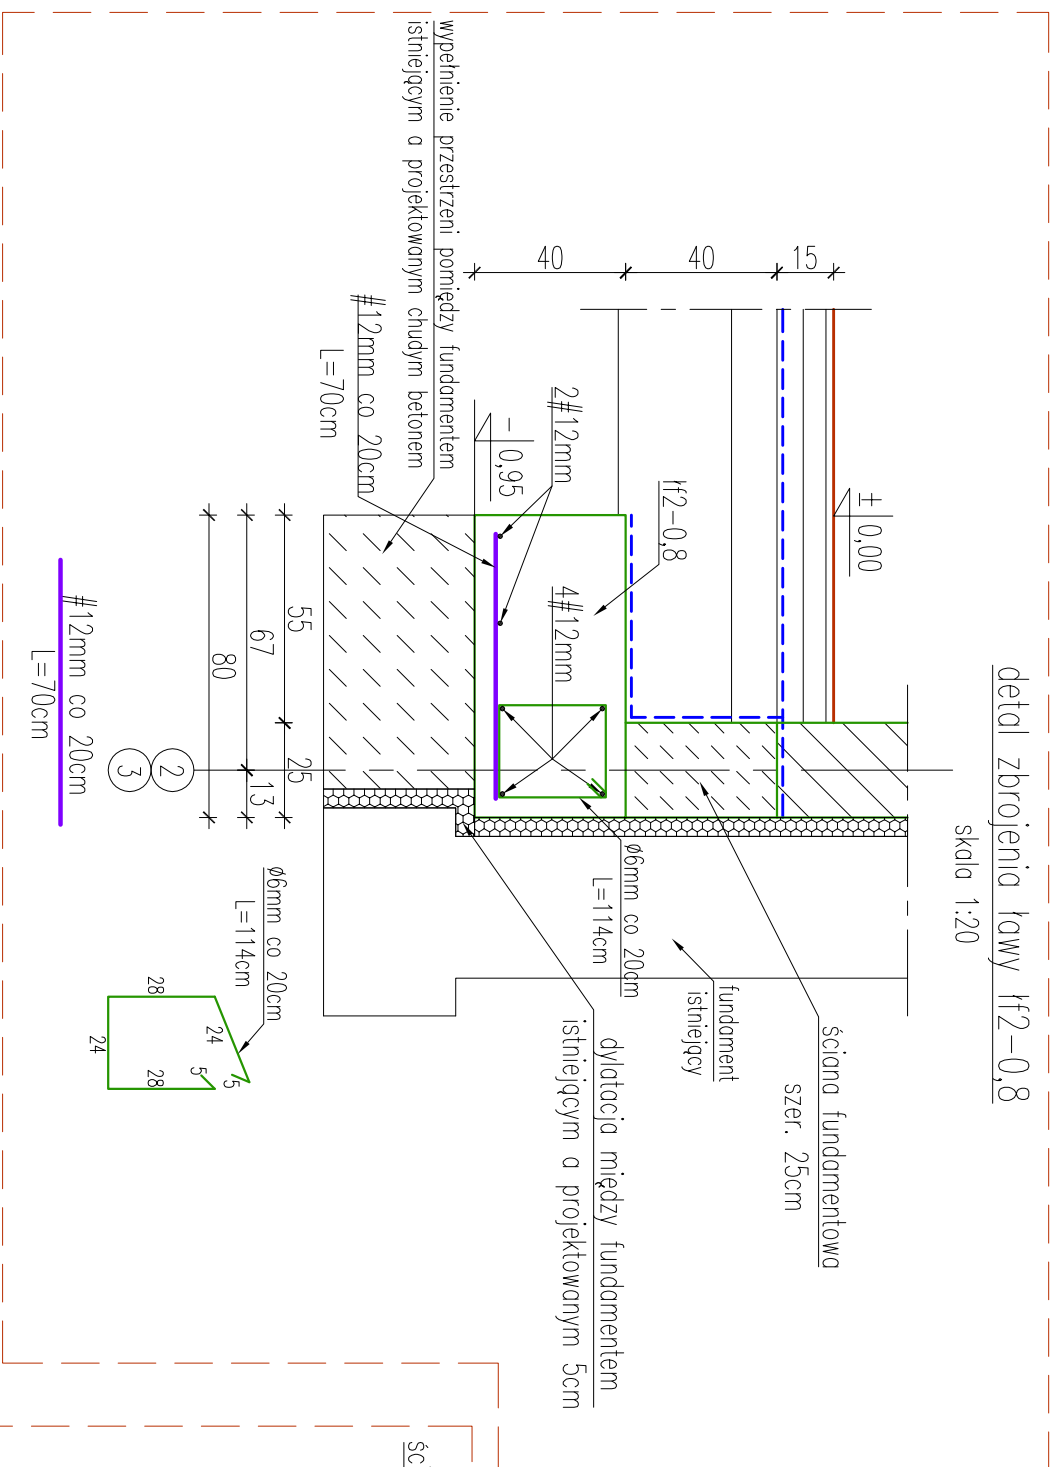 detal zbrojenia ławy łf2-0,8
skala 1:20
ściana fundamentowa
szer. 25cm
fundament
istniejący
dylatacja między fundamentem
istniejącym a projektowanym 5cm
± 0,00
łf2-0,8
15
40
40
2#12mm
4#12mm
- 0,95
ø6mm co 20cm
L=114cm
wypełnienie przestrzeni pomiędzy fundamentem
istniejącym a projektowanym chudym betonem
#12mm co 20cm
L=70cm
55
25
67
13
80
2
3
ø6mm co 20cm
L=114cm
28
24
24
28
5
5
#12mm co 20cm
L=70cm